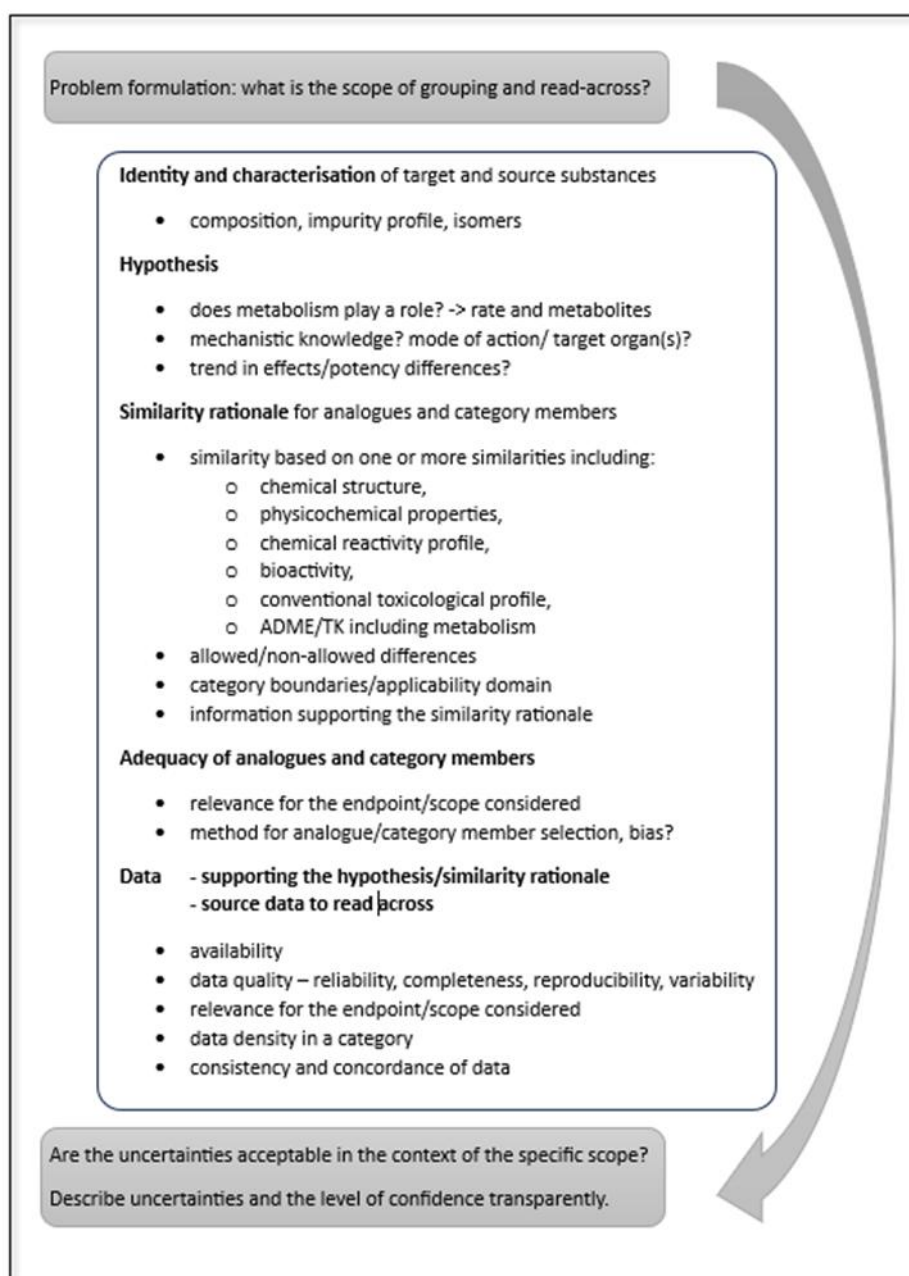 Problem formulation: what is the scope of grouping and read-across?
Identity and characterisation of target and source substances
• composition, impurity profile, isomers
Hypothesis
• does metabolism play a role? -> rate and metabolites
• mechanistic knowledge? mode of action/ target organ(s)?
• trend in effects/potency differences?
Similarity rationale for analogues and category members
• similarity based on one or more similarities including:
o chemical structure,
o physicochemical properties,
o chemical reactivity profile,
o bioactivity,
o conventional toxicological profile,
o ADME/TK including metabolism
• allowed/non-allowed differences
• category boundaries/applicability domain
• information supporting the similarity rationale
Adequacy of analogues and category members
• relevance for the endpoint/scope considered
• method for analogue/category member selection, bias?
Data - supporting the hypothesis/similarity rationale
- source data to read across
• availability
• data quality – reliability, completeness, reproducibility, variability
• relevance for the endpoint/scope considered
• data density in a category
• consistency and concordance of data
Are the uncertainties acceptable in the context of the specific scope?
Describe uncertainties and the level of confidence transparently.